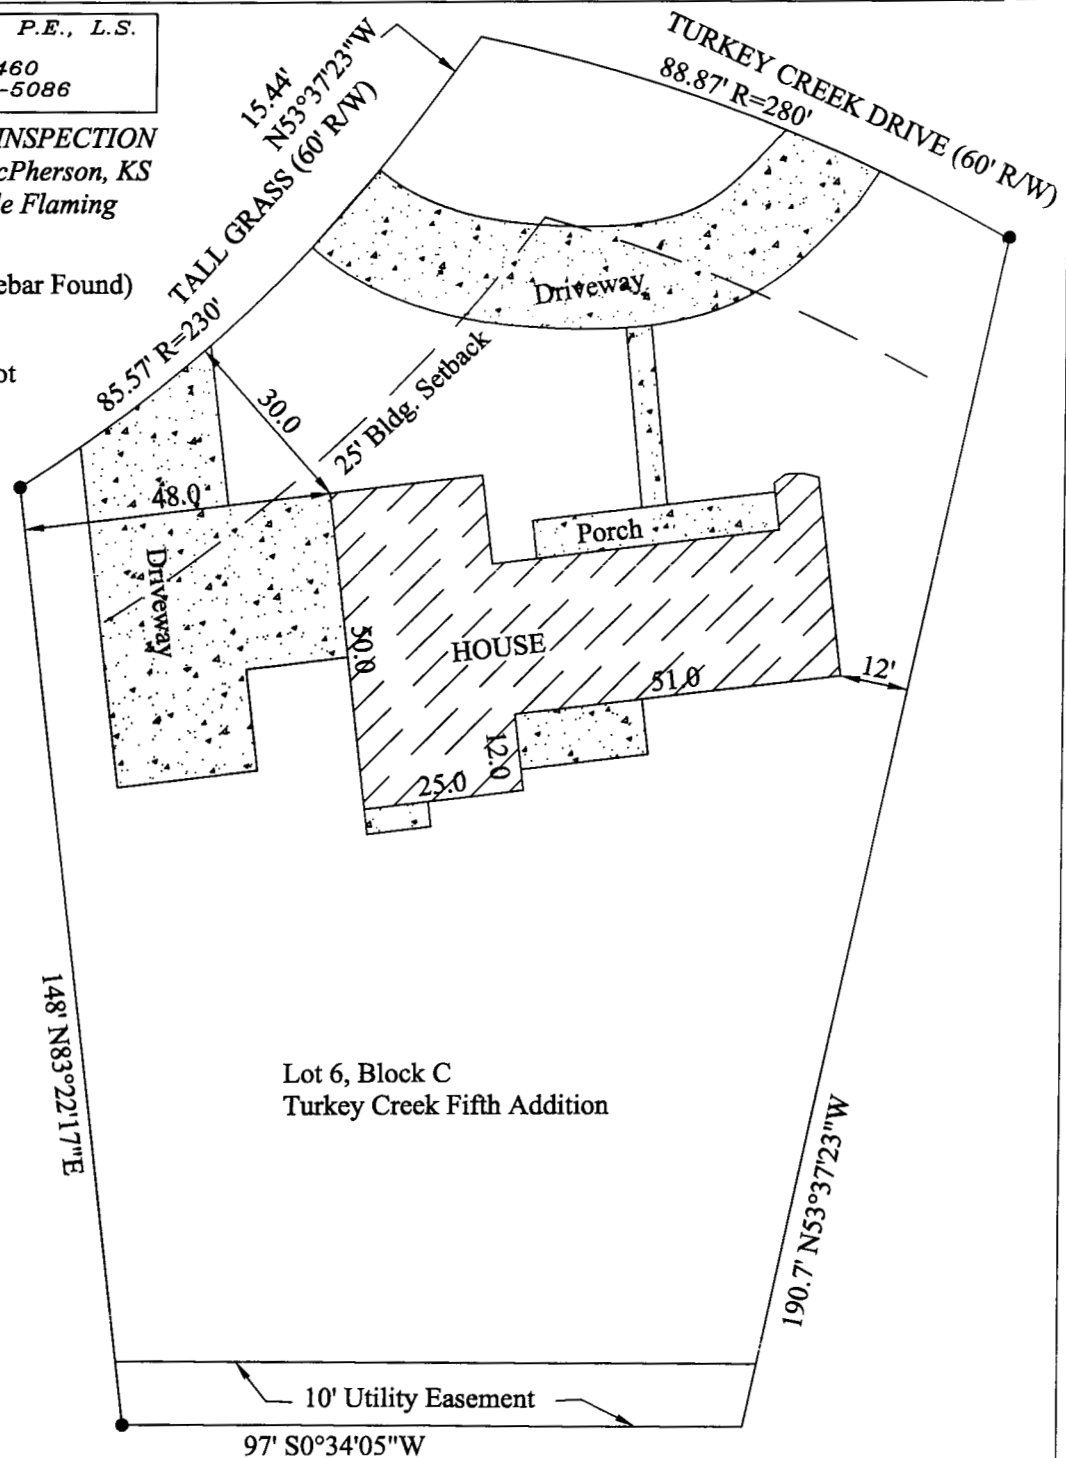 P.E., L.S.
460
-5086
INSPECTION
cPherson, KS
le Flaming
ebar Found)
ot
15.44'
N53°37'23"W
TALL GRASS (60' R/W)
85.57' R=230'
TURKEY CREEK DRIVE (60' R/W)
88.87' R=280'
Driveway
25' Bldg. Setback
30.0
48.0
Driveway
Porch
HOUSE
50.0
51.0
12'
12.0
25.0
148' N83°22'17"E
Lot 6, Block C
Turkey Creek Fifth Addition
190.7' N53°37'23"W
10' Utility Easement
97' S0°34'05"W